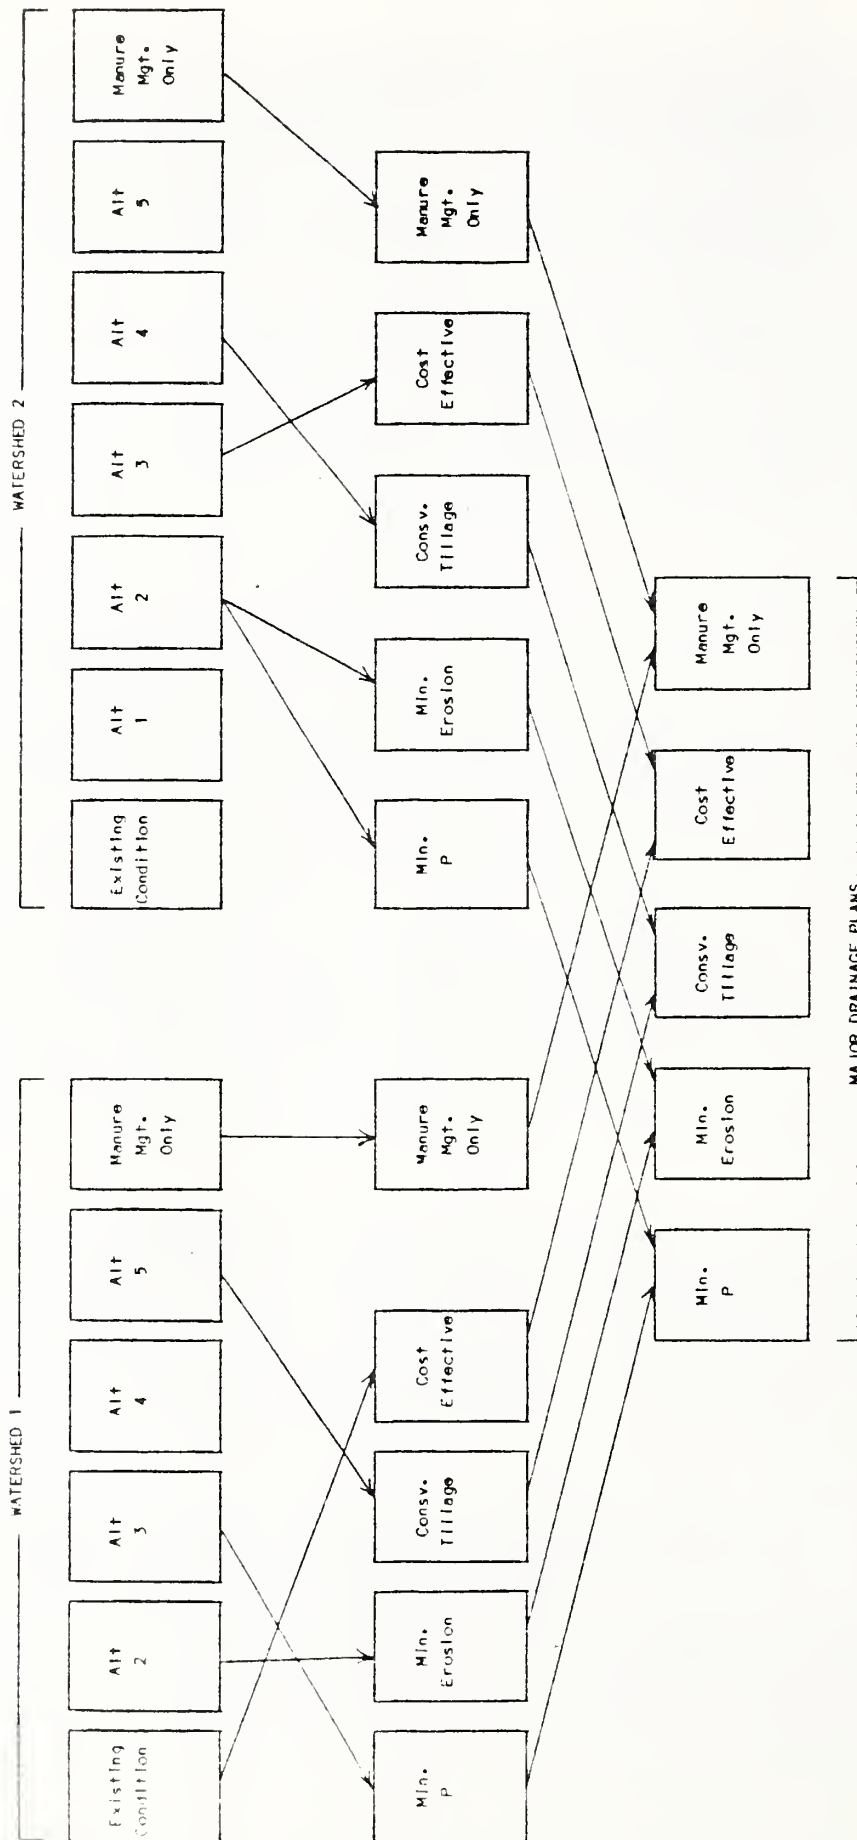 WATERSHED 1
WATERSHED 2
Existing
Condition
Alt
2
Alt
3
Alt
4
Alt
5
Manure
Mgt.
Only
Existing
Condition
Alt
1
Alt
2
Alt
3
Alt
4
Alt
5
Manure
Mgt.
Only
Min.
P
Min.
Erosion
Consv.
Tillage
Cost
Effective
Manure
Mgt.
Only
Min.
P
Min.
Erosion
Consv.
Tillage
Cost
Effective
Manure
Mgt.
Only
Min.
P
Min.
Erosion
Consv.
Tillage
Cost
Effective
Manure
Mgt.
Only
MAJOR DRAINAGE PLANS